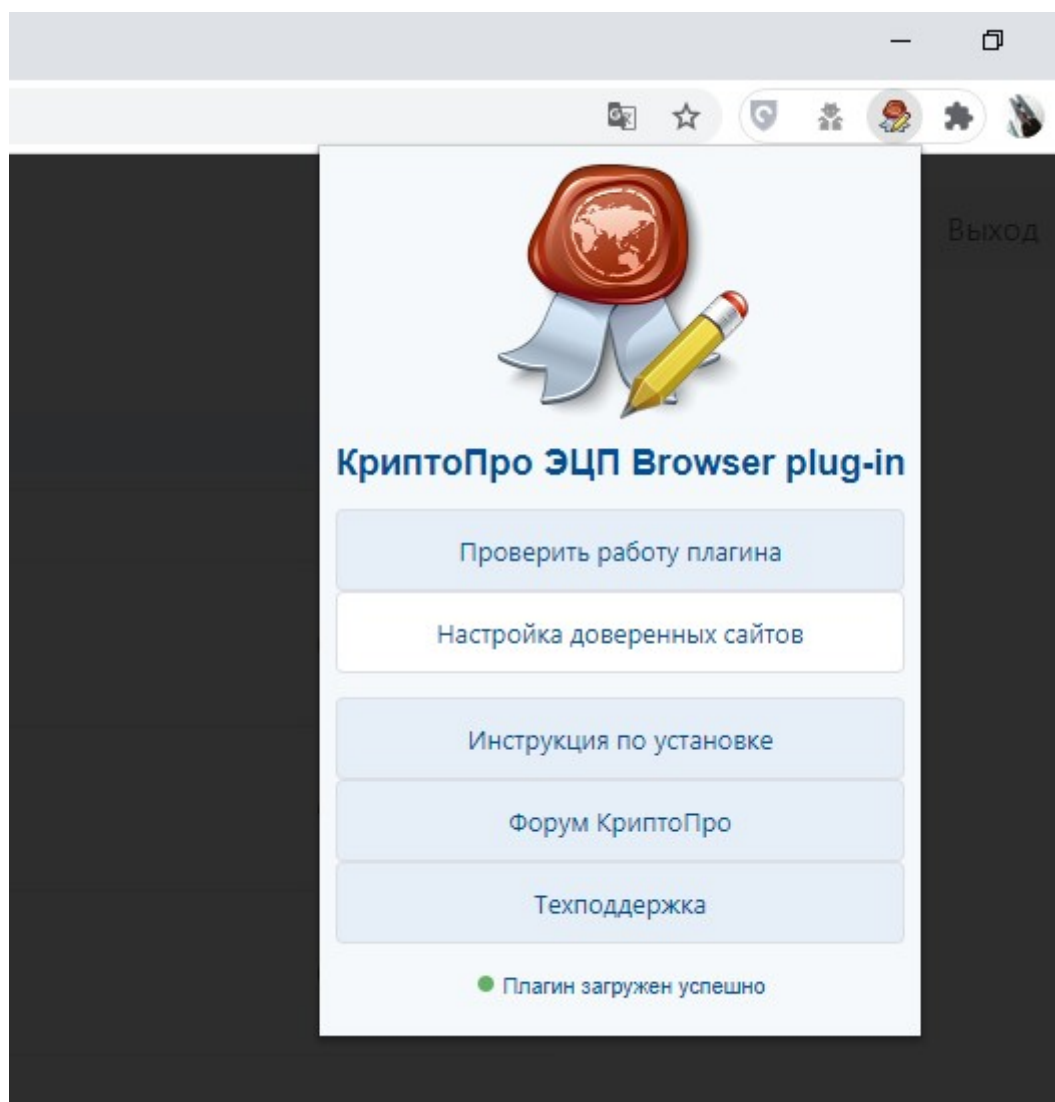 Выход
КриптоПро ЭЦП Browser plug-in
Проверить работу плагина
Настройка доверенных сайтов
Инструкция по установке
Форум КриптоПро
Техподдержка
Плагин загружен успешно